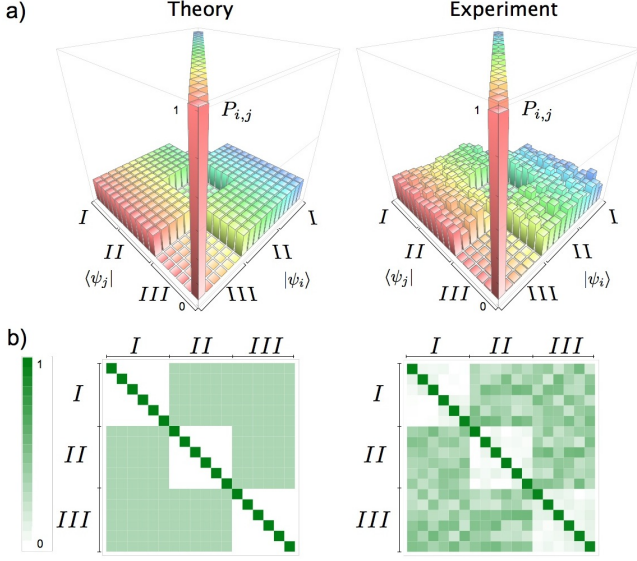 a)
Theory
Experiment
1
P_{i,j}
1
P_{i,j}
I
II
III
⟨ψ_j|
0
III
II
I
|ψ_i⟩
I
II
III
⟨ψ_j|
0
III
II
I
|ψ_i⟩
b)
1
0
I II III
I
II
III
I II III
I
II
III